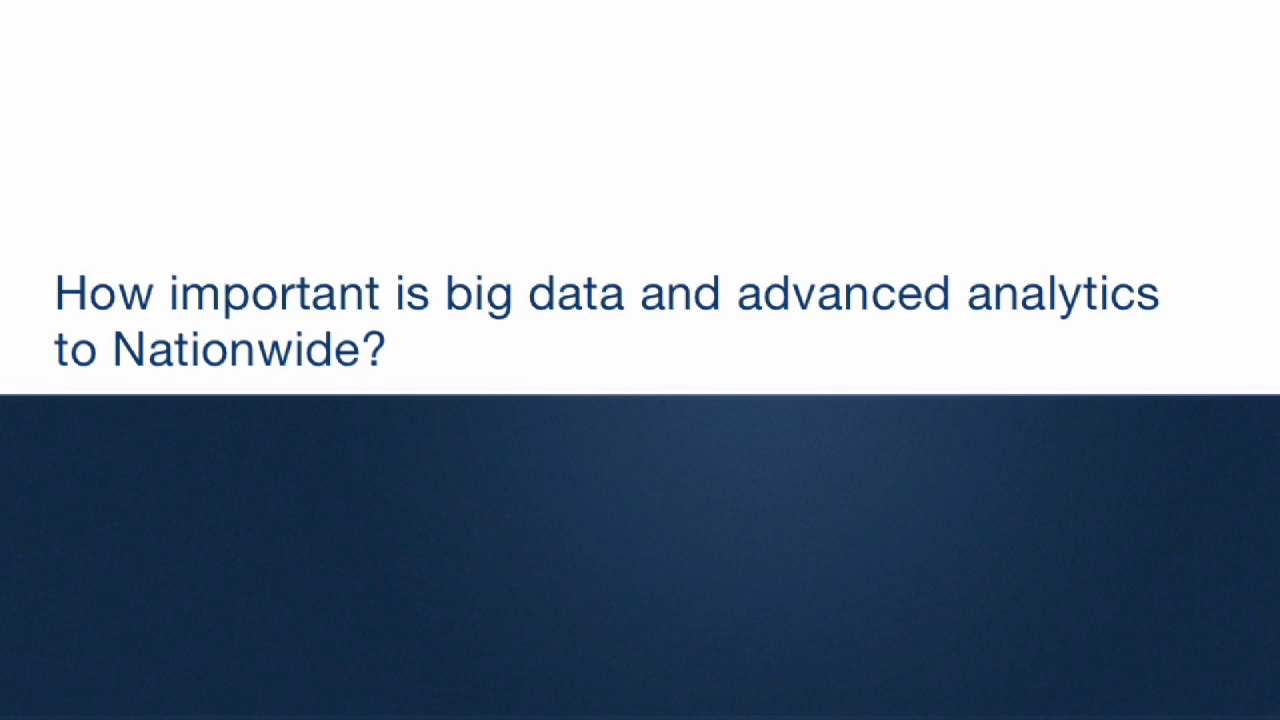 How important is big data and advanced analytics
to Nationwide?